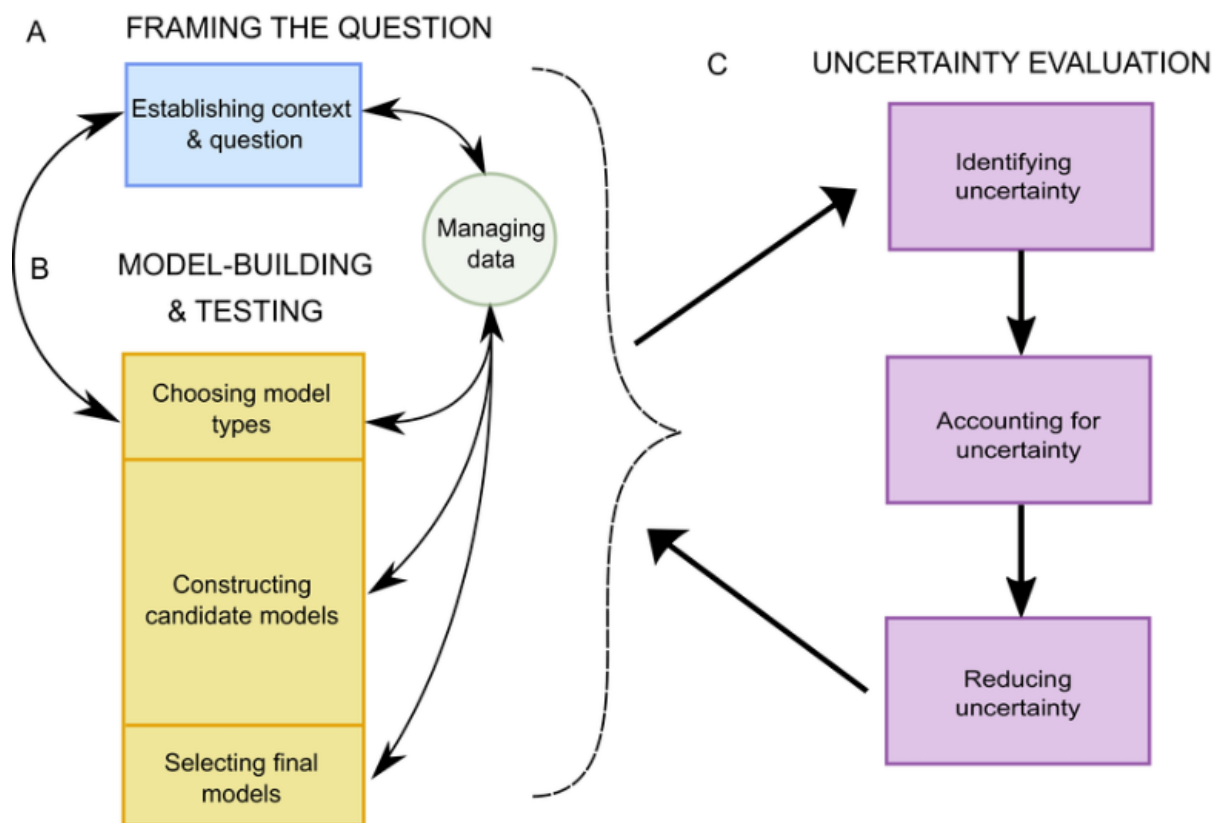 A
FRAMING THE QUESTION
Establishing context
& question
Managing
data
B
MODEL-BUILDING
& TESTING
Choosing model
types
Constructing
candidate models
Selecting final
models
C
UNCERTAINTY EVALUATION
Identifying
uncertainty
Accounting for
uncertainty
Reducing
uncertainty